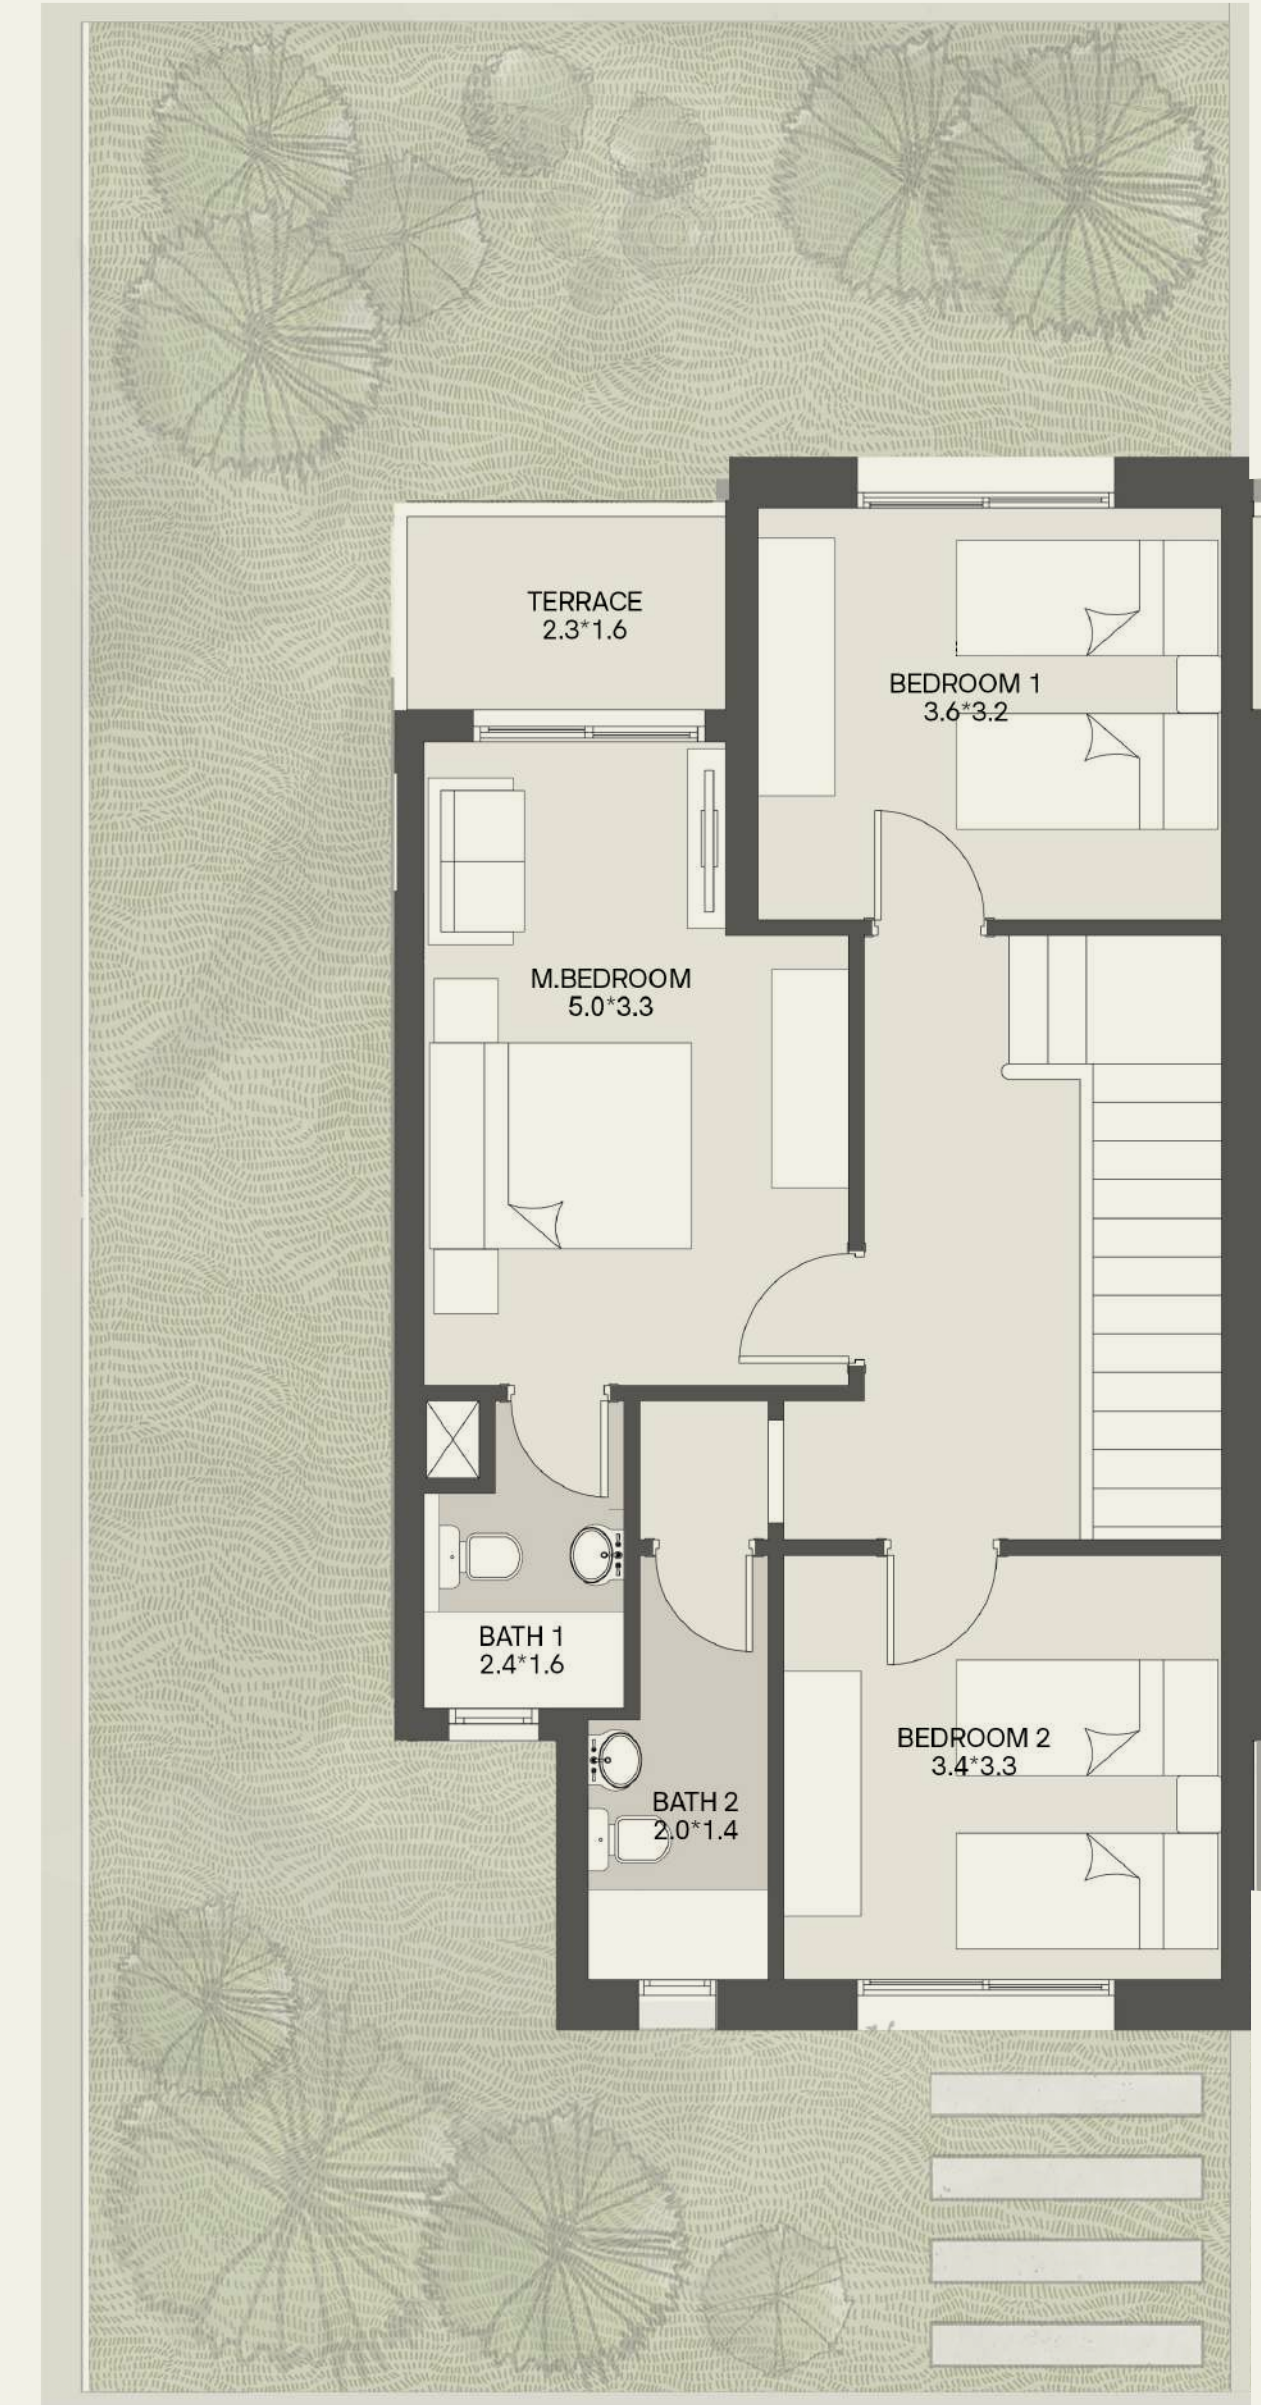 TERRACE
2.3*1.6
BEDROOM 1
3.6*3.2
M.BEDROOM
5.0*3.3
BATH 1
2.4*1.6
BEDROOM 2
3.4*3.3
BATH 2
2.0*1.4